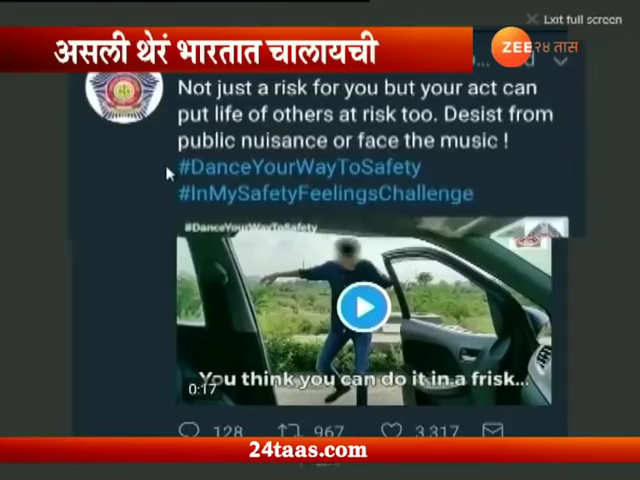 Exit full screen
असली थेरं भारतात चालायची
ZEE २४ तास
Not just a risk for you but your act can
put life of others at risk too. Desist from
public nuisance or face the music !
#DanceYourWayToSafety
#InMySafetyFeelingsChallenge
#DanceYourWayToSafety
You think you can do it in a frisk...
0:17
128 967 3,317
24taas.com